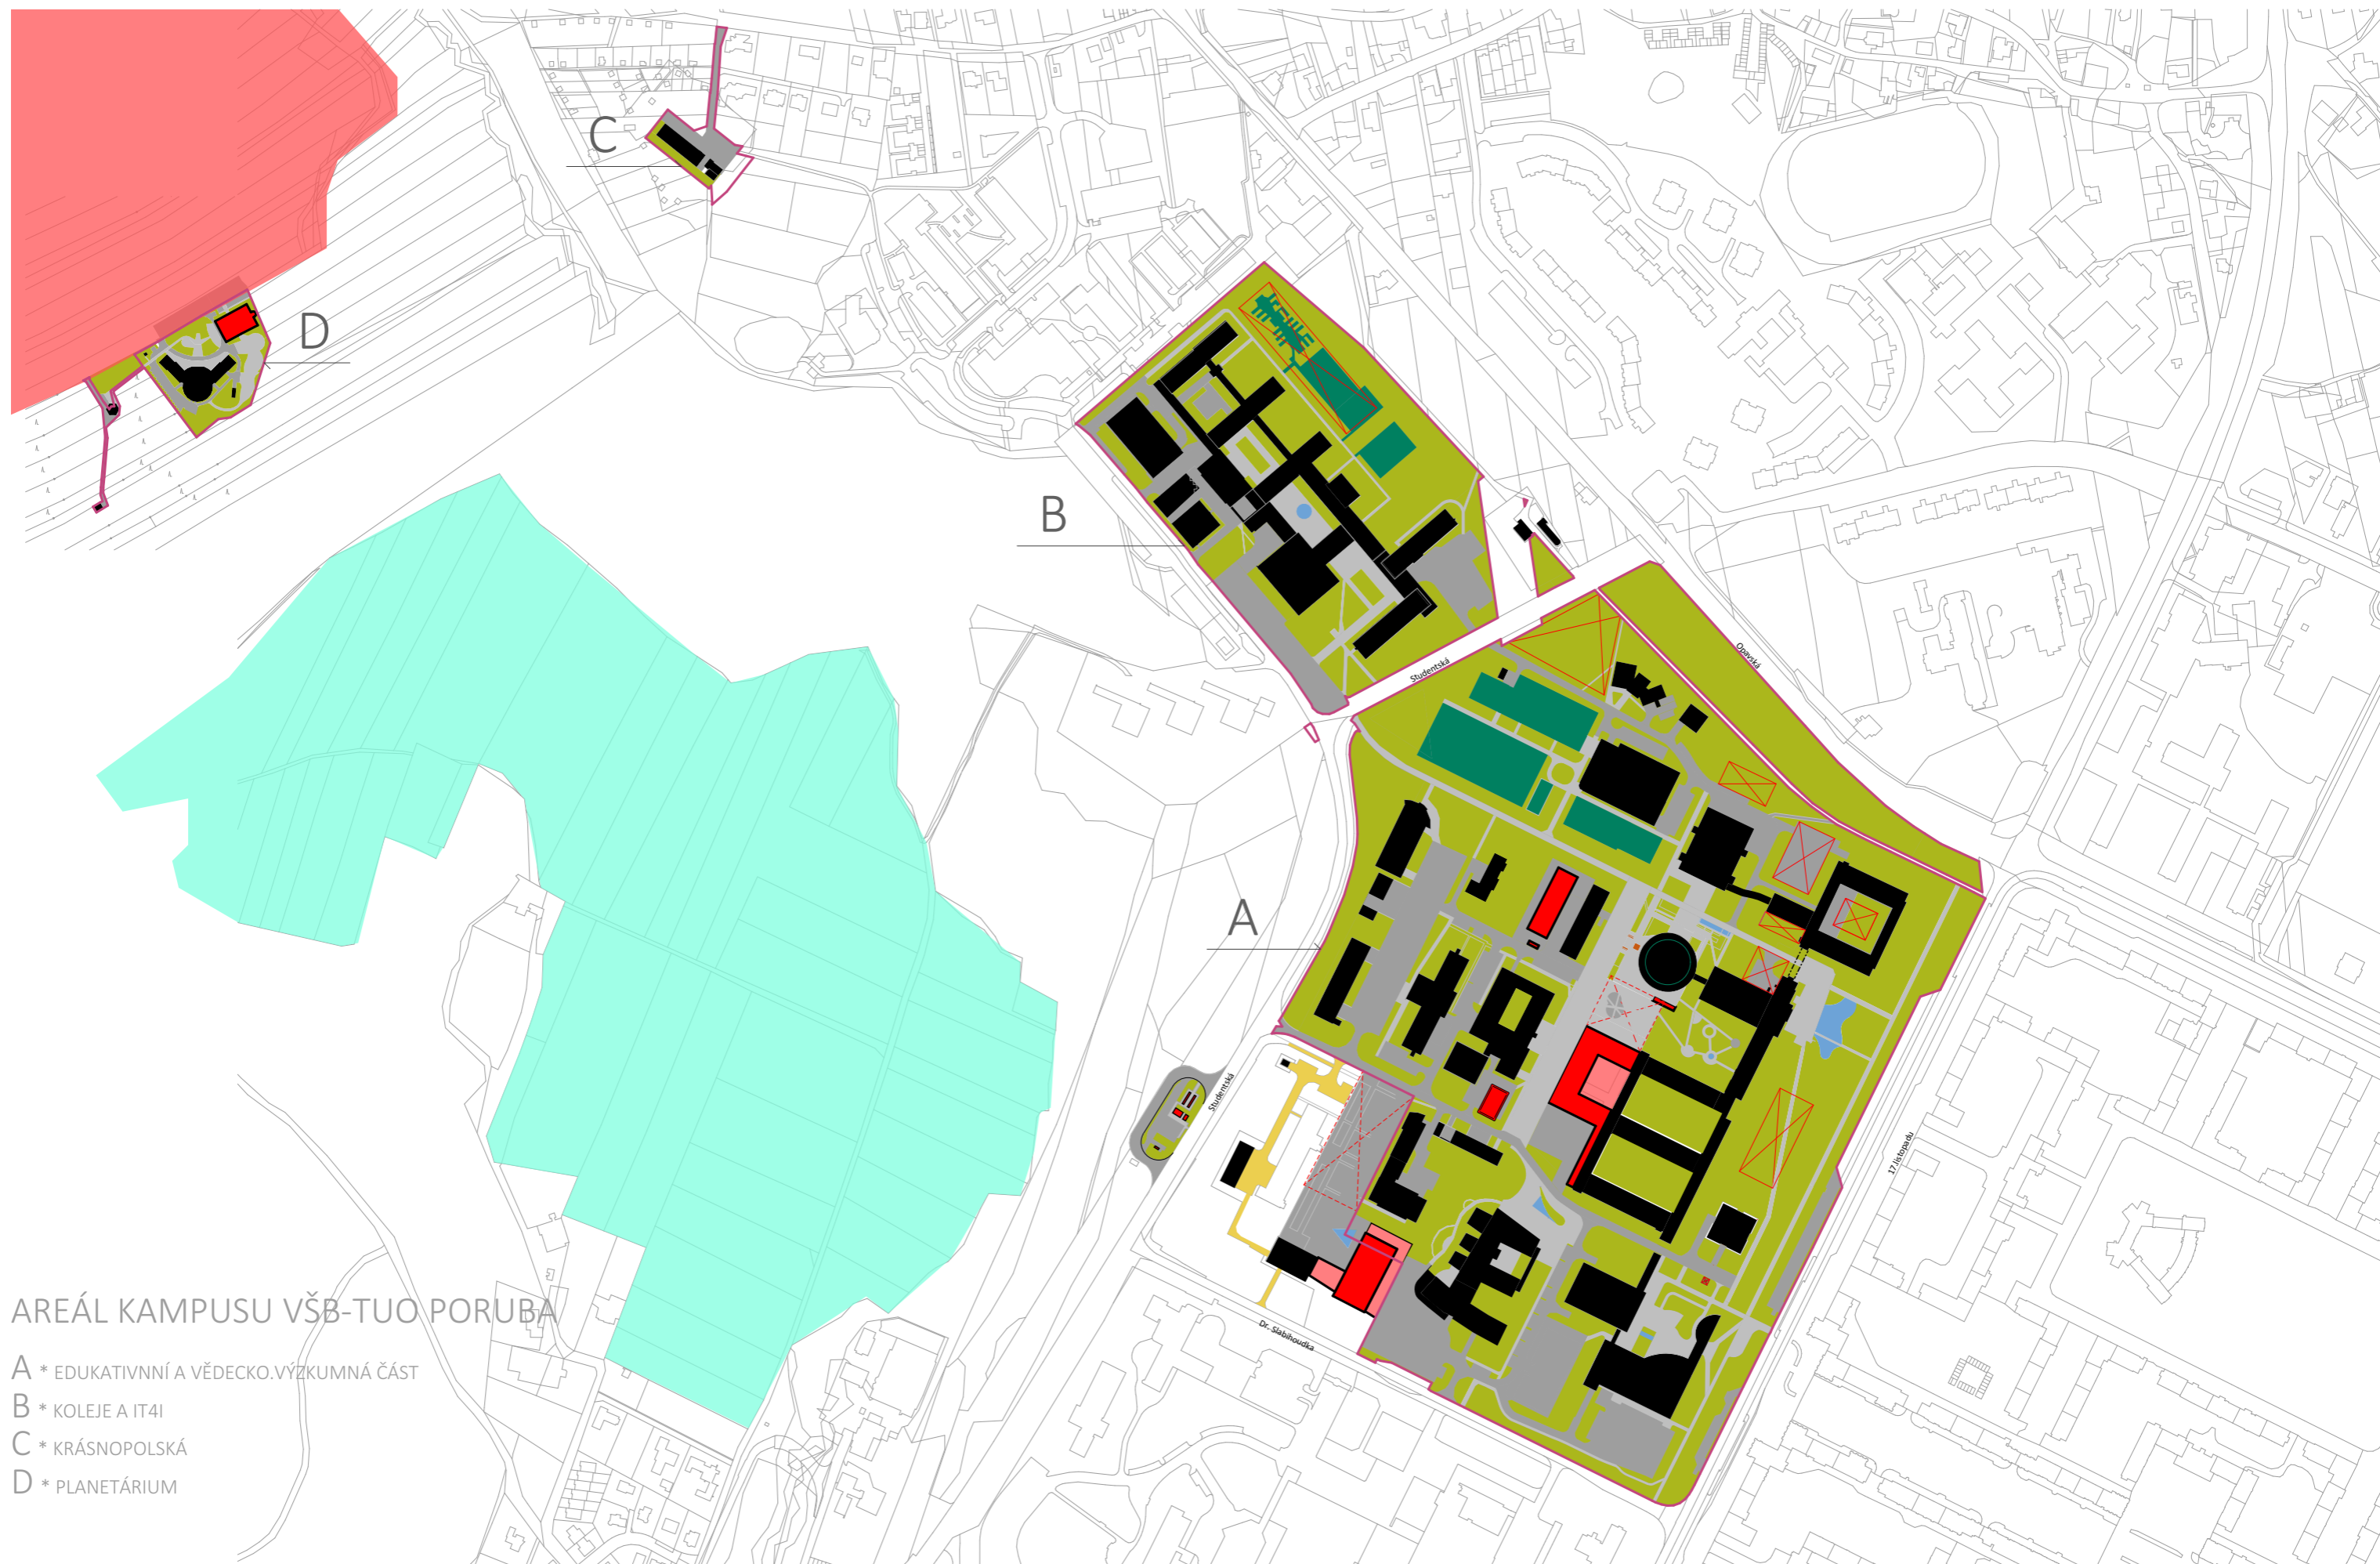 C
D
B
Studentská
Opavská
A
Studentská
17.listopadu
Dr. Slabihoudka
AREÁL KAMPUSU VŠB-TUO PORUBA
A * EDUKATIVNNÍ A VĚDECKO.VÝZKUMNÁ ČÁST
B * KOLEJE A IT4I
C * KRÁSNOPOLSKÁ
D * PLANETÁRIUM